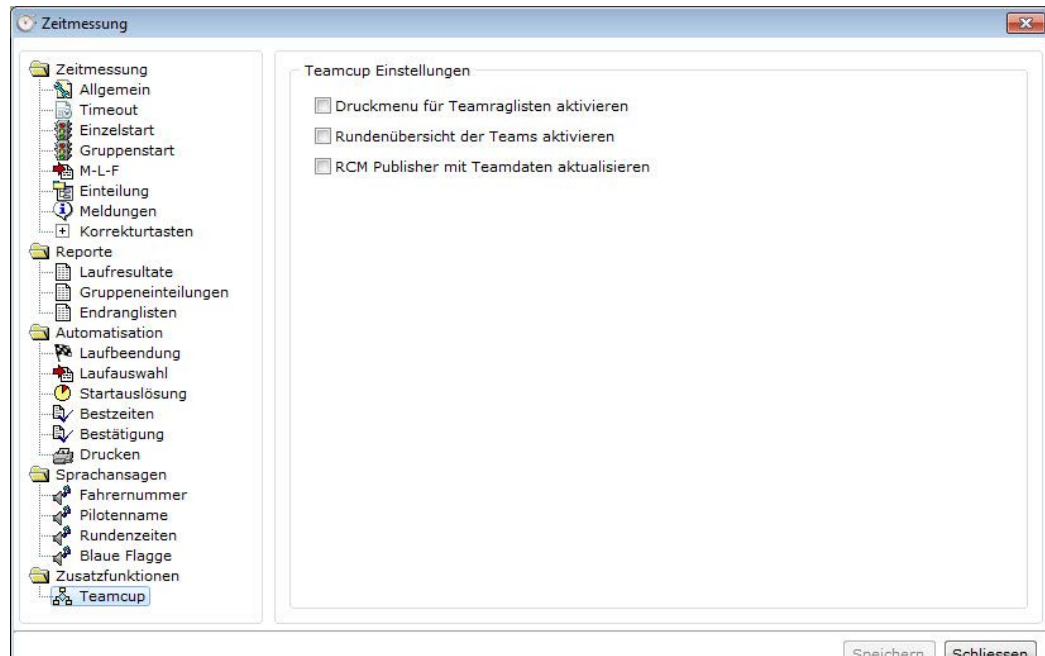 Zeitmessung
Zeitmessung
Allgemein
Timeout
Einzelstart
Gruppenstart
M-L-F
Einteilung
Meldungen
Korrekturtasten
Reporte
Laufresultate
Gruppeneinteilungen
Endranglisten
Automatisation
Laufbeendung
Laufauswahl
Startauslösung
Bestzeiten
Bestätigung
Drucken
Sprachansagen
Fahrernummer
Pilotenname
Rundenzeiten
Blaue Flagge
Zusatzfunktionen
Teamcup
Teamcup Einstellungen
Druckmenu für Teamraglisten aktivieren
Rundenübersicht der Teams aktivieren
RCM Publisher mit Teamdaten aktualisieren
Speichern
Schliessen